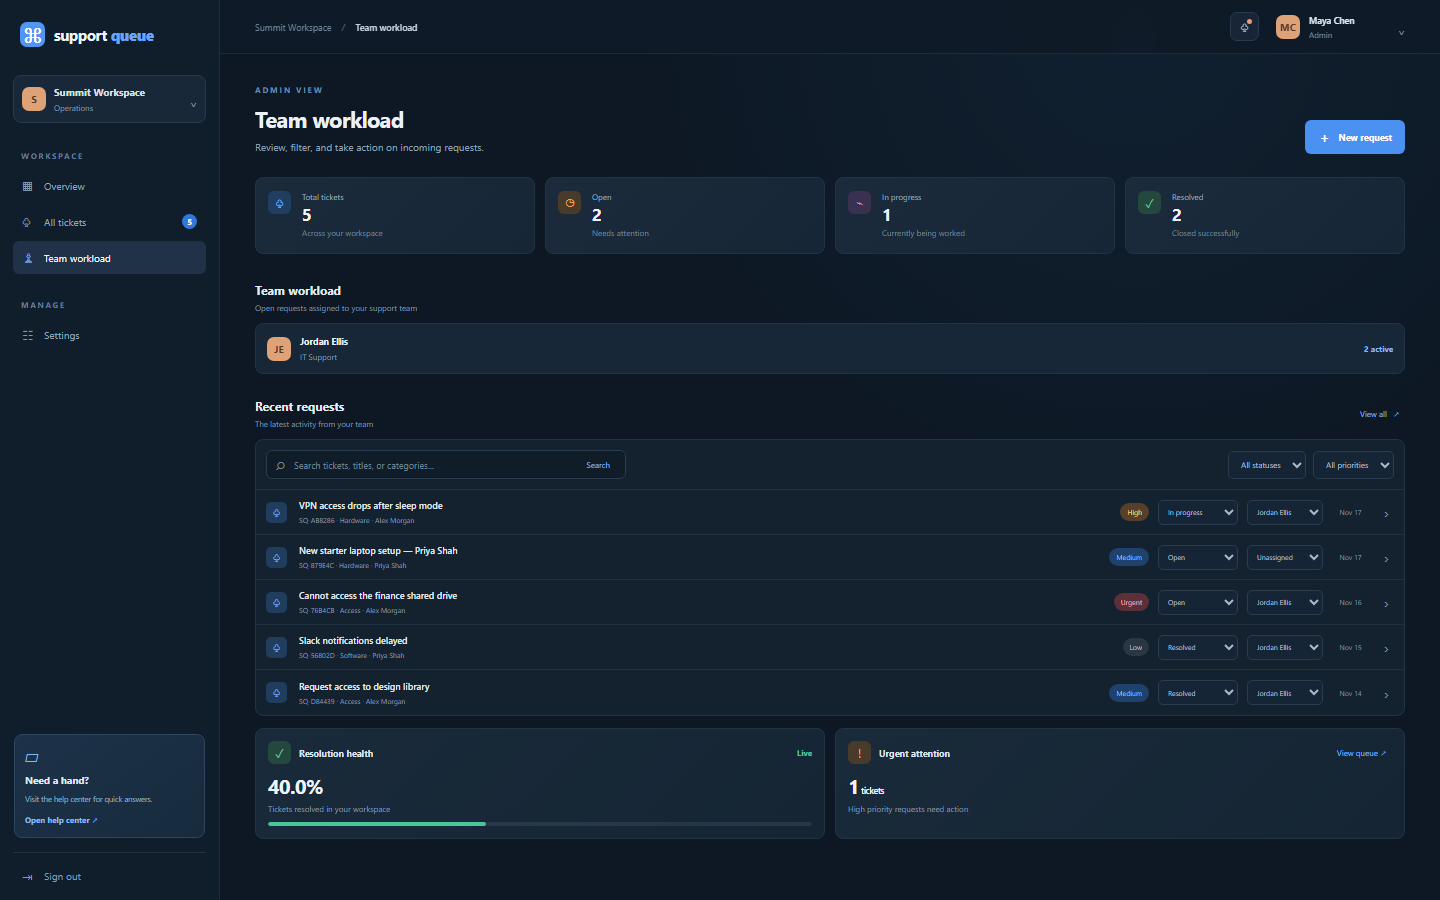 support queue
S
Summit Workspace
Operations
WORKSPACE
Overview
All tickets
5
Team workload
MANAGE
Settings
Need a hand?
Visit the help center for quick answers.
Open help center ↗
Sign out
Summit Workspace / Team workload
MC
Maya Chen
Admin
ADMIN VIEW
Team workload
Review, filter, and take action on incoming requests.
+ New request
Total tickets
5
Across your workspace
Open
2
Needs attention
In progress
1
Currently being worked
Resolved
2
Closed successfully
Team workload
Open requests assigned to your support team
JE
Jordan Ellis
IT Support
2 active
Recent requests
The latest activity from your team
View all ↗
Search tickets, titles, or categories...
Search
All statuses
All priorities
VPN access drops after sleep mode
SQ-AB8286 · Hardware · Alex Morgan
High
In progress
Jordan Ellis
Nov 17
New starter laptop setup — Priya Shah
SQ-879E4C · Hardware · Priya Shah
Medium
Open
Unassigned
Nov 17
Cannot access the finance shared drive
SQ-76B4CB · Access · Alex Morgan
Urgent
Open
Jordan Ellis
Nov 16
Slack notifications delayed
SQ-56802D · Software · Priya Shah
Low
Resolved
Jordan Ellis
Nov 15
Request access to design library
SQ-D84439 · Access · Alex Morgan
Medium
Resolved
Jordan Ellis
Nov 14
Resolution health
Live
40.0%
Tickets resolved in your workspace
Urgent attention
View queue ↗
1 tickets
High priority requests need action